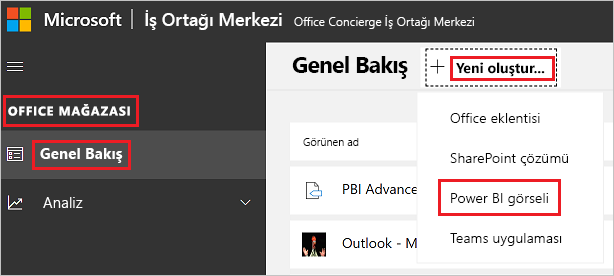 Microsoft İş Ortağı Merkezi Office Concierge İş Ortağı Merkezi
OFFICE MAĞAZASI
Genel Bakış
Analiz
Genel Bakış + Yeni oluştur...
Görünen ad
PBI Advance
Outlook - M
Office eklentisi
SharePoint çözümü
Power BI görseli
Teams uygulaması